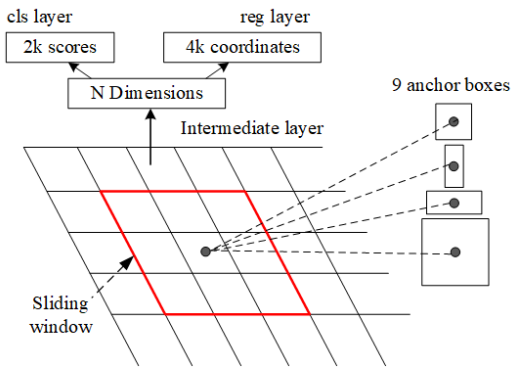 cls layer
reg layer
2k scores
4k coordinates
N Dimensions
9 anchor boxes
Intermediate layer
Sliding
window